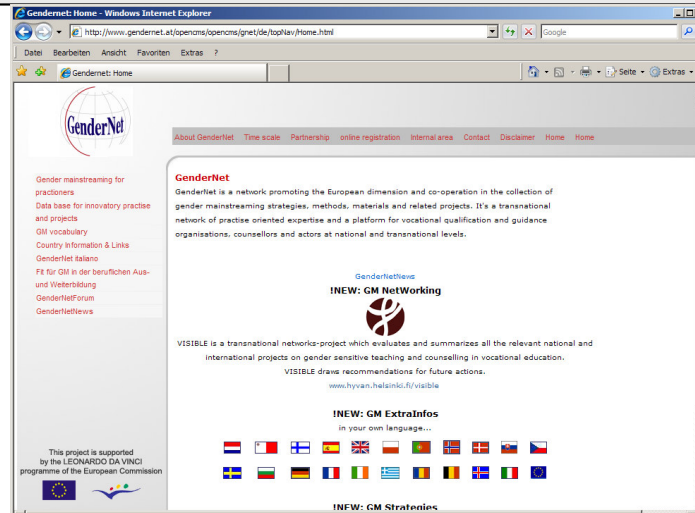 Gendernet: Home - Windows Internet Explorer
http://www.gendernet.at/opencms/opencms/gnet/de/topNav/Home.html
Google
Datei Bearbeiten Ansicht Favoriten Extras ?
Gendernet: Home
Seite
Extras
GenderNet
About GenderNet Time scale Partnership online registration Internal area Contact Disclaimer Home Home
Gender mainstreaming for
practioners
Data base for innovatory practise
and projects
GM vocabulary
Country Information & Links
GenderNet italiano
Fit für GM in der beruflichen Aus-
und Weiterbildung
GenderNetForum
GenderNetNews
This project is supported
by the LEONARDO DA VINCI
programme of the European Commission
GenderNet
GenderNet is a network promoting the European dimension and co-operation in the collection of
gender mainstreaming strategies, methods, materials and related projects. It's a transnational
network of practise oriented expertise and a platform for vocational qualification and guidance
organisations, counsellors and actors at national and transnational levels.
GenderNetNews
!NEW: GM NetWorking
VISIBLE is a transnational networks-project which evaluates and summarizes all the relevant national and
international projects on gender sensitive teaching and counselling in vocational education.
VISIBLE draws recommendations for future actions.
www.hyvan.helsinki.fi/visible
!NEW: GM ExtraInfos
in your own language...
!NEW: GM Strategies